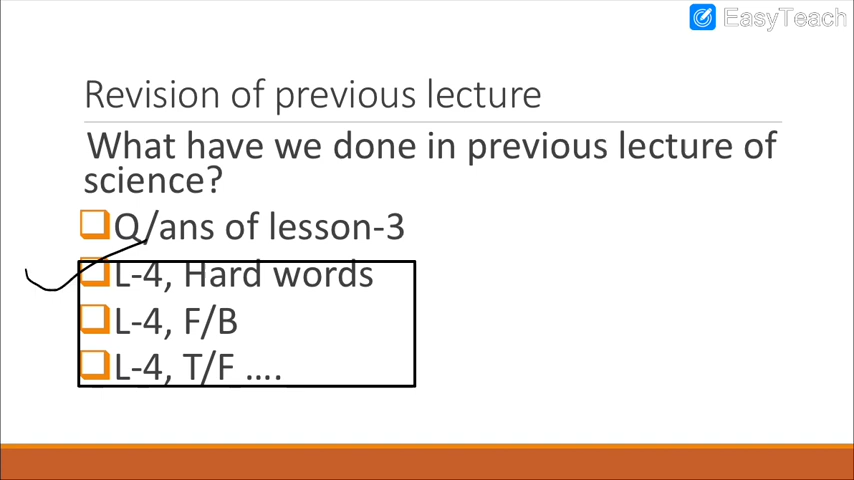 EasyTeach
Revision of previous lecture
What have we done in previous lecture of
science?
Q/ans of lesson-3
L-4, Hard words
L-4, F/B
L-4, T/F ....